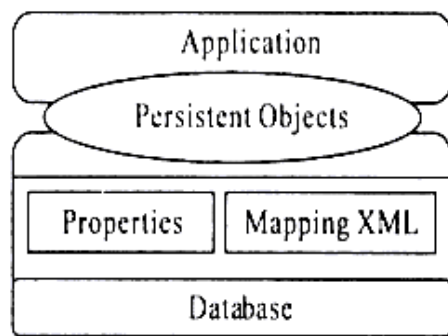 Application
Persistent Objects
Properties Mapping XML
Database